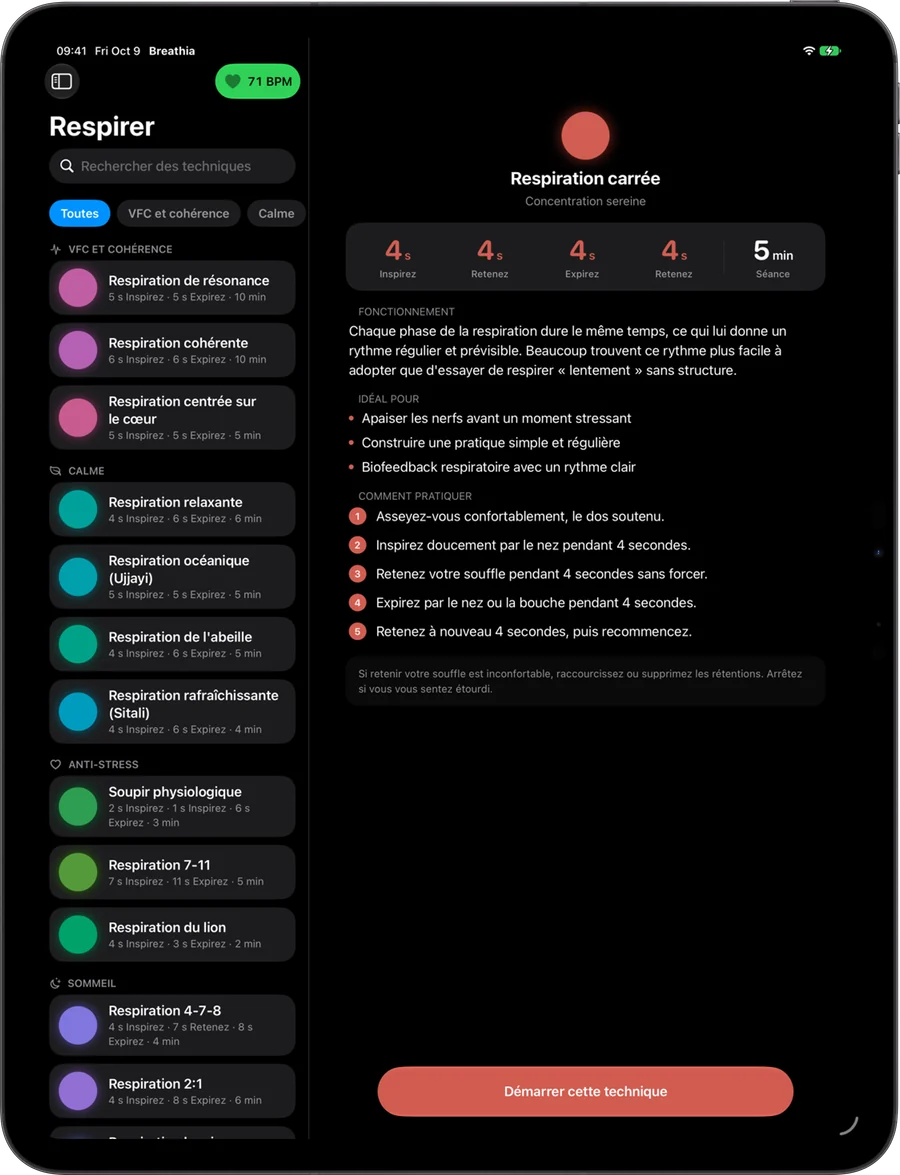 09:41 Fri Oct 9 Breathia
71 BPM
Respirer
Rechercher des techniques
Toutes
VFC et cohérence
Calme
VFC ET COHÉRENCE
Respiration de résonance
5 s Inspirez · 5 s Expirez · 10 min
Respiration cohérente
6 s Inspirez · 6 s Expirez · 10 min
Respiration centrée sur
le cœur
5 s Inspirez · 5 s Expirez · 5 min
CALME
Respiration relaxante
4 s Inspirez · 6 s Expirez · 6 min
Respiration océanique
(Ujjayi)
5 s Inspirez · 5 s Expirez · 5 min
Respiration de l'abeille
4 s Inspirez · 6 s Expirez · 5 min
Respiration rafraîchissante
(Sitali)
4 s Inspirez · 6 s Expirez · 4 min
ANTI-STRESS
Soupir physiologique
2 s Inspirez · 1 s Inspirez · 6 s
Expirez · 3 min
Respiration 7-11
7 s Inspirez · 11 s Expirez · 5 min
Respiration du lion
4 s Inspirez · 3 s Expirez · 2 min
SOMMEIL
Respiration 4-7-8
4 s Inspirez · 7 s Retenez · 8 s
Expirez · 4 min
Respiration 2:1
4 s Inspirez · 8 s Expirez · 6 min
Respiration carrée
Concentration sereine
4 s
Inspirez
4 s
Retenez
4 s
Expirez
4 s
Retenez
5 min
Séance
FONCTIONNEMENT
Chaque phase de la respiration dure le même temps, ce qui lui donne un
rythme régulier et prévisible. Beaucoup trouvent ce rythme plus facile à
adopter que d'essayer de respirer « lentement » sans structure.
IDÉAL POUR
• Apaiser les nerfs avant un moment stressant
• Construire une pratique simple et régulière
• Biofeedback respiratoire avec un rythme clair
COMMENT PRATIQUER
1 Asseyez-vous confortablement, le dos soutenu.
2 Inspirez doucement par le nez pendant 4 secondes.
3 Retenez votre souffle pendant 4 secondes sans forcer.
4 Expirez par le nez ou la bouche pendant 4 secondes.
5 Retenez à nouveau 4 secondes, puis recommencez.
Si retenir votre souffle est inconfortable, raccourcissez ou supprimez les rétentions. Arrêtez
si vous vous sentez étourdi.
Démarrer cette technique